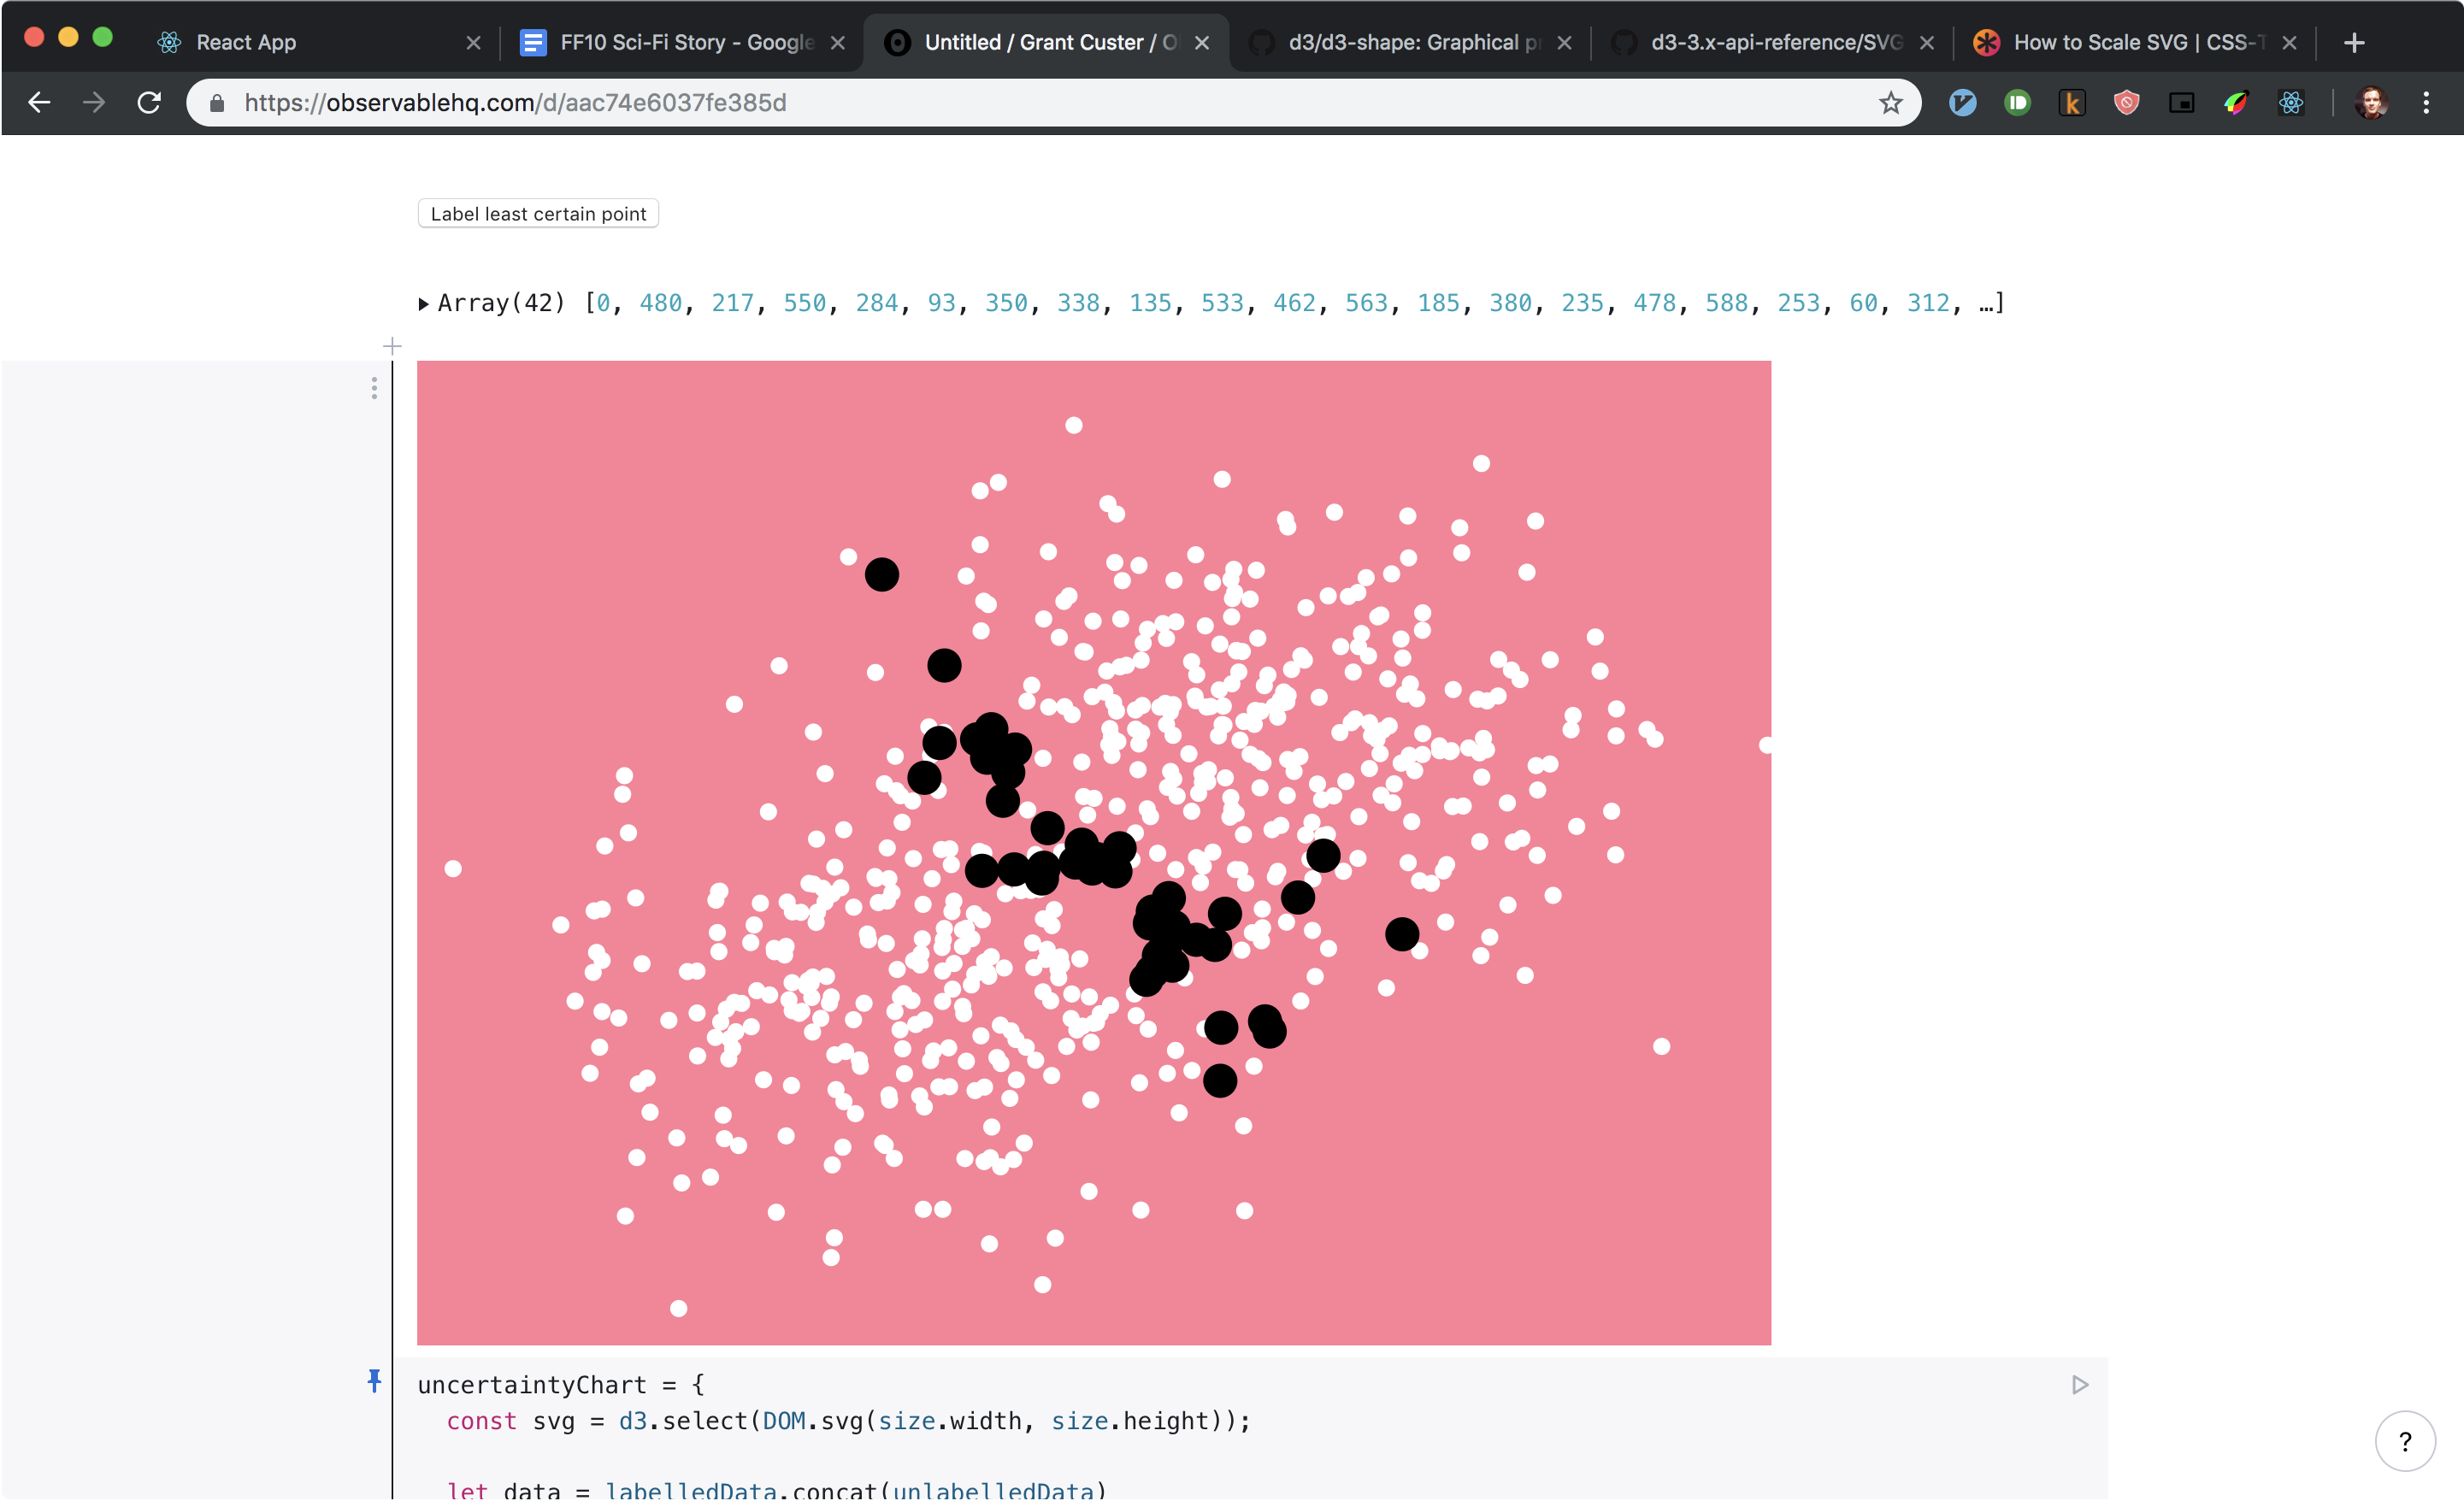 React App
FF10 Sci-Fi Story - Google
Untitled / Grant Custer / O
d3/d3-shape: Graphical pr
d3-3.x-api-reference/SVG
How to Scale SVG | CSS-T
https://observablehq.com/d/aac74e6037fe385d
Label least certain point
Array(42) [0, 480, 217, 550, 284, 93, 350, 338, 135, 533, 462, 563, 185, 380, 235, 478, 588, 253, 60, 312, …]
uncertaintyChart = {
const svg = d3.select(DOM.svg(size.width, size.height));
let data = labelledData.concat(unlabelledData)
?